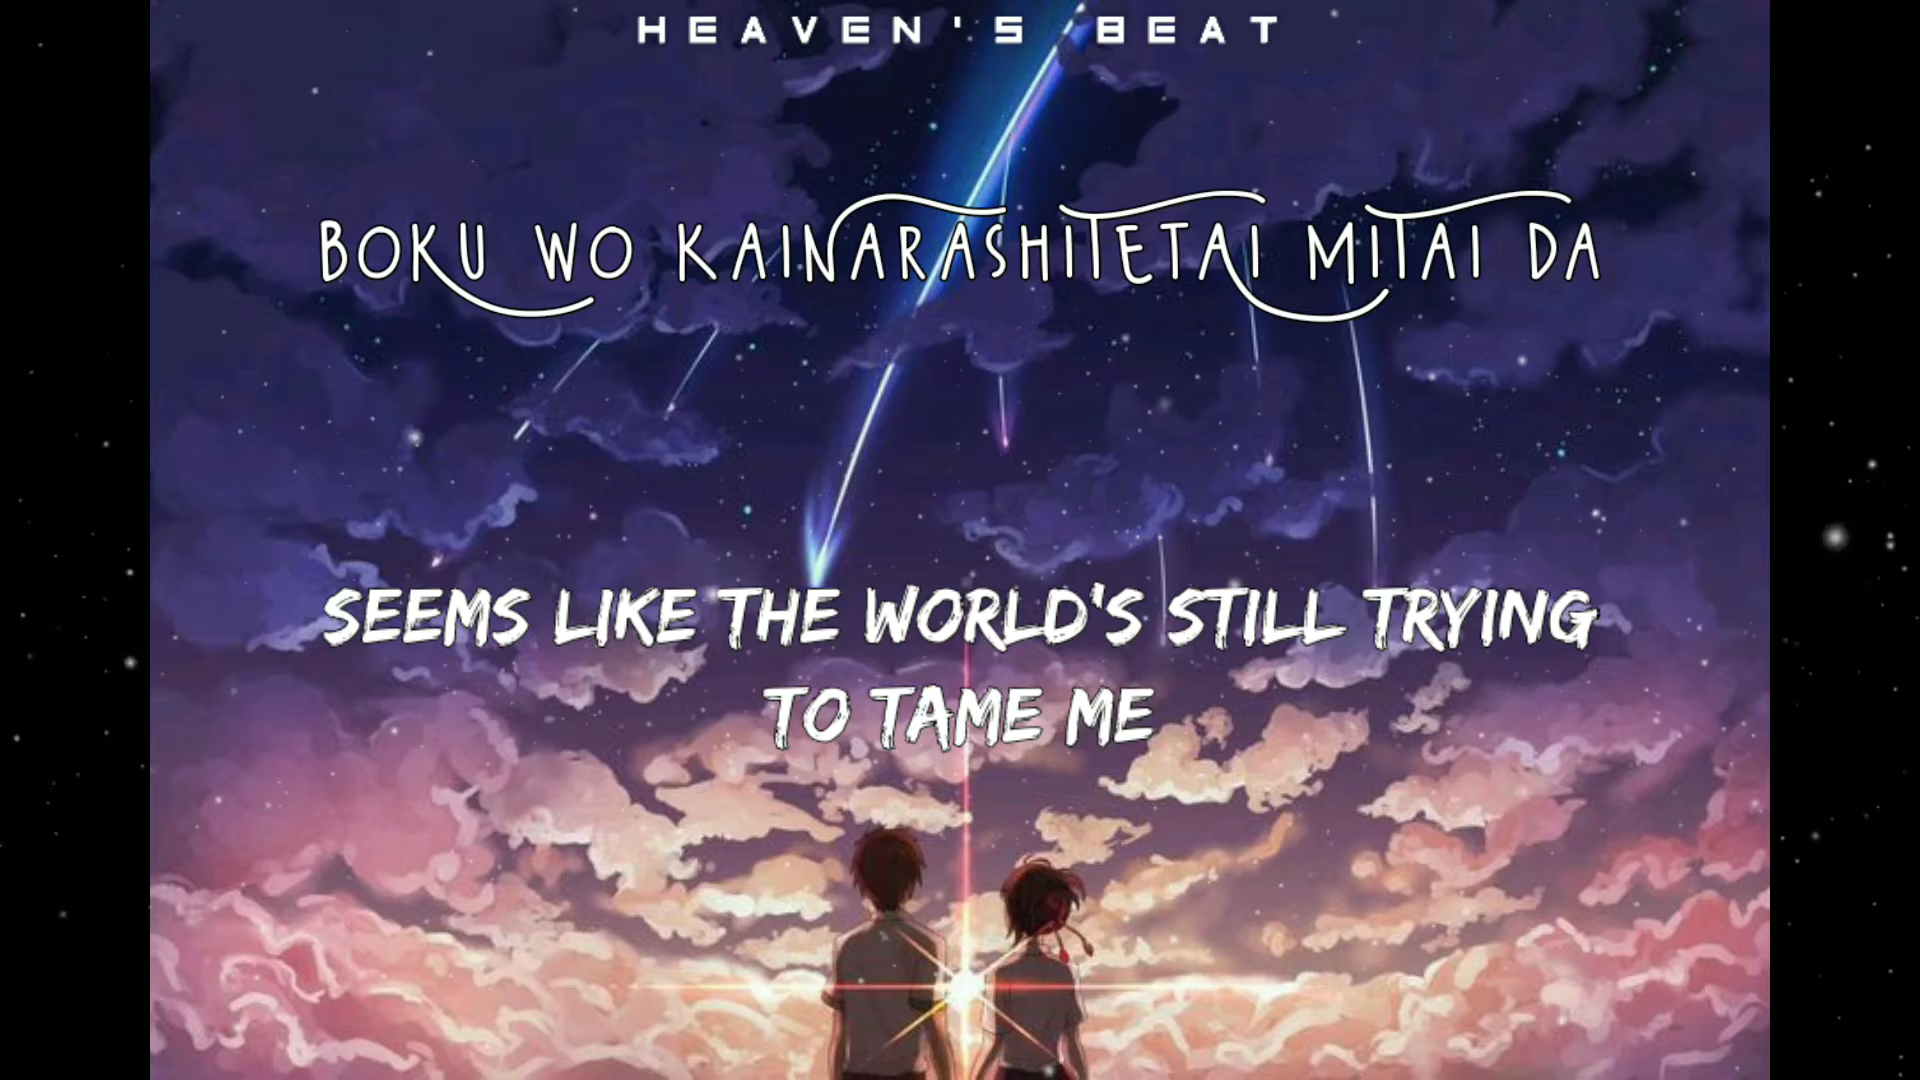 HEAVEN'S BEAT
BOKU WO KAINARASHITETAI MITAI DA
SEEMS LIKE THE WORLD'S STILL TRYING
TO TAME ME